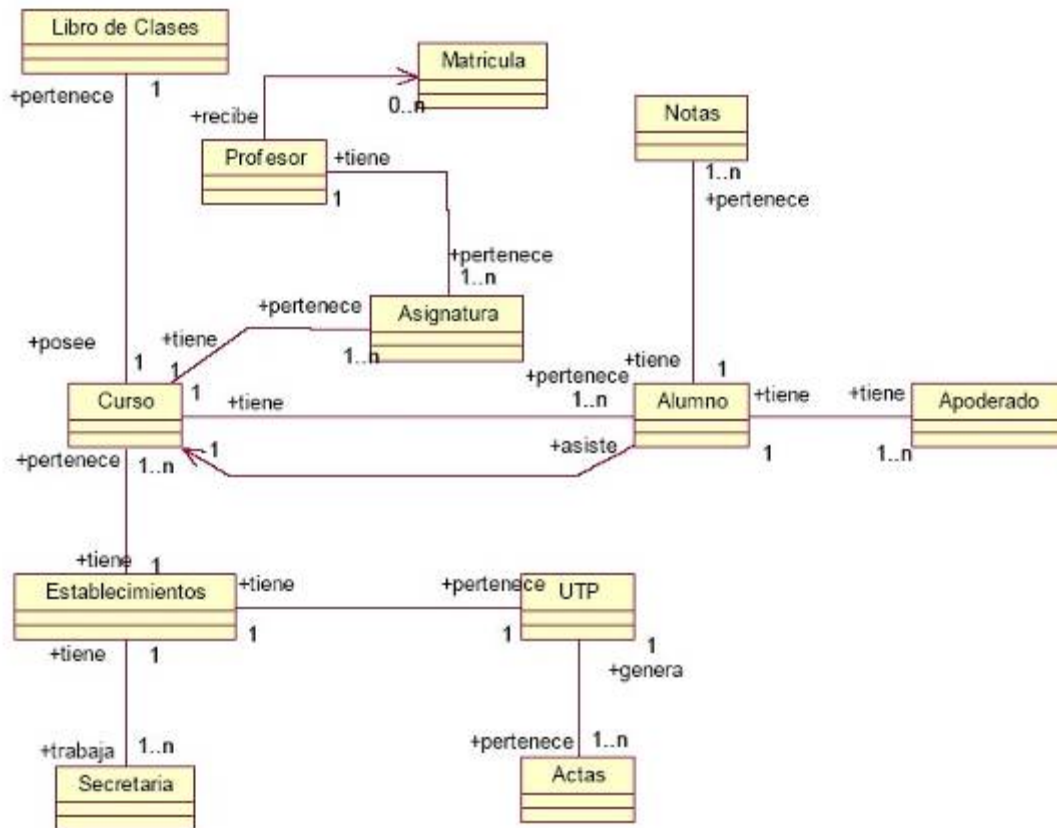 Libro de Clases
+pertenece
1
Matricula
0..n
+recibe
Profesor
+tiene
1
Notas
1..n
+pertenece
+pertenece
1..n
+pertenece
Asignatura
+tiene
1..n
+posee
1
1
1
Curso
+tiene
+pertenece
1..n
+tiene
1
Alumno
+tiene
1
+tiene
Apoderado
1..n
+asiste
1
+pertenece
1..n
+tiene
1
Establecimientos
+tiene
1
+pertenece
UTP
1
1
+genera
+tiene
1
+trabaja
1..n
Secretaria
+pertenece
1..n
Actas